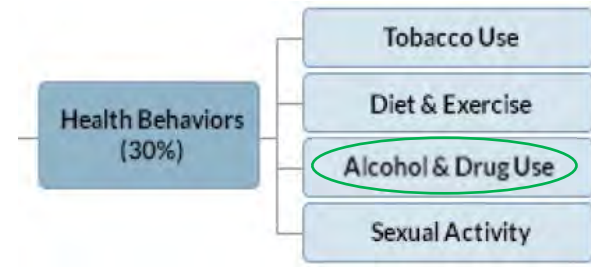 Health Behaviors
(30%)
Tobacco Use
Diet & Exercise
Alcohol & Drug Use
Sexual Activity